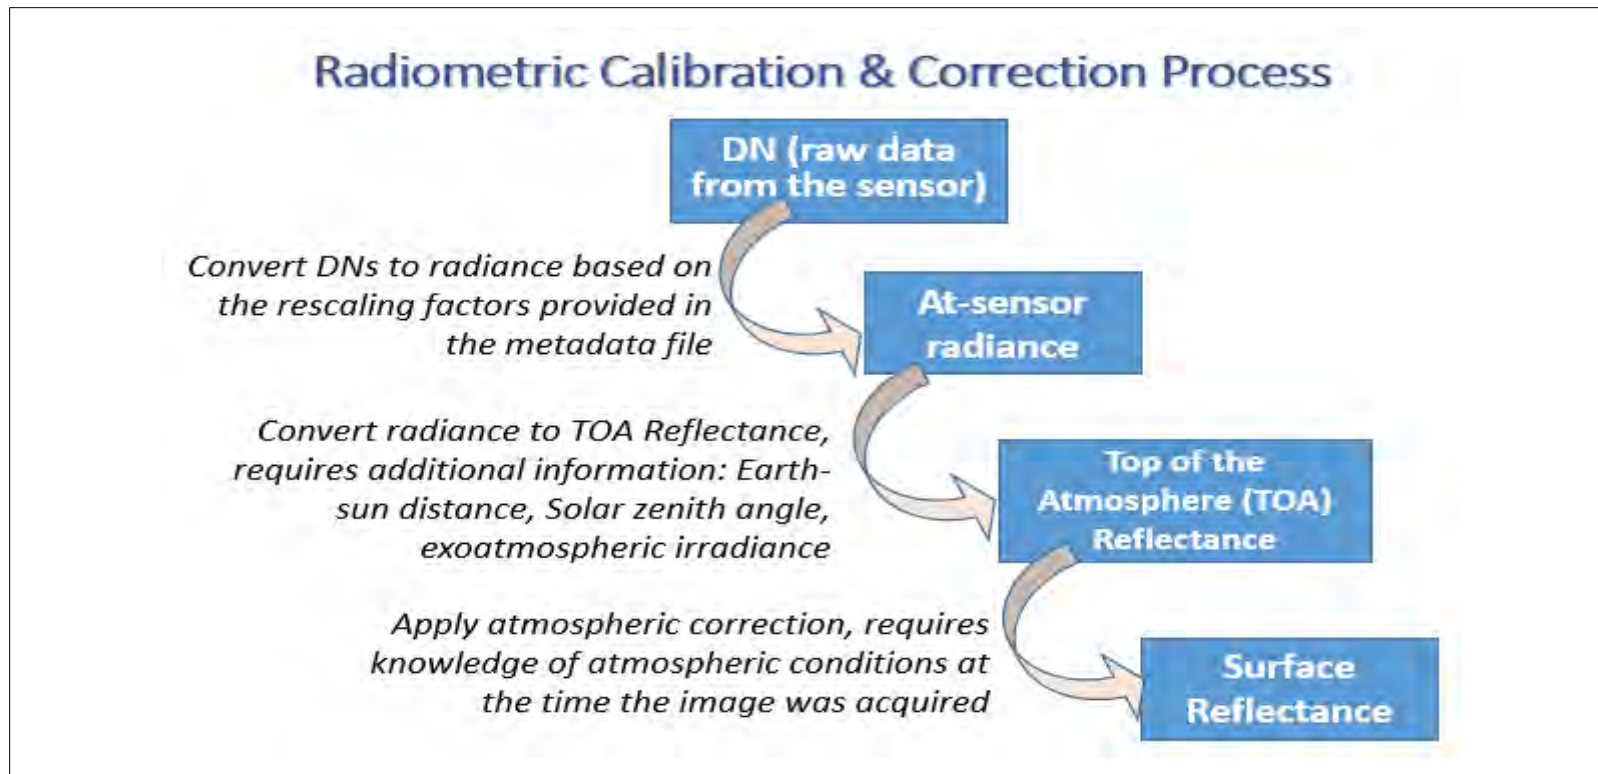 Radiometric Calibration & Correction Process
DN (raw data
from the sensor)
Convert DNs to radiance based on
the rescaling factors provided in
the metadata file
At-sensor
radiance
Convert radiance to TOA Reflectance,
requires additional information: Earth-
sun distance, Solar zenith angle,
exoatmospheric irradiance
Top of the
Atmosphere (TOA)
Reflectance
Apply atmospheric correction, requires
knowledge of atmospheric conditions at
the time the image was acquired
Surface
Reflectance